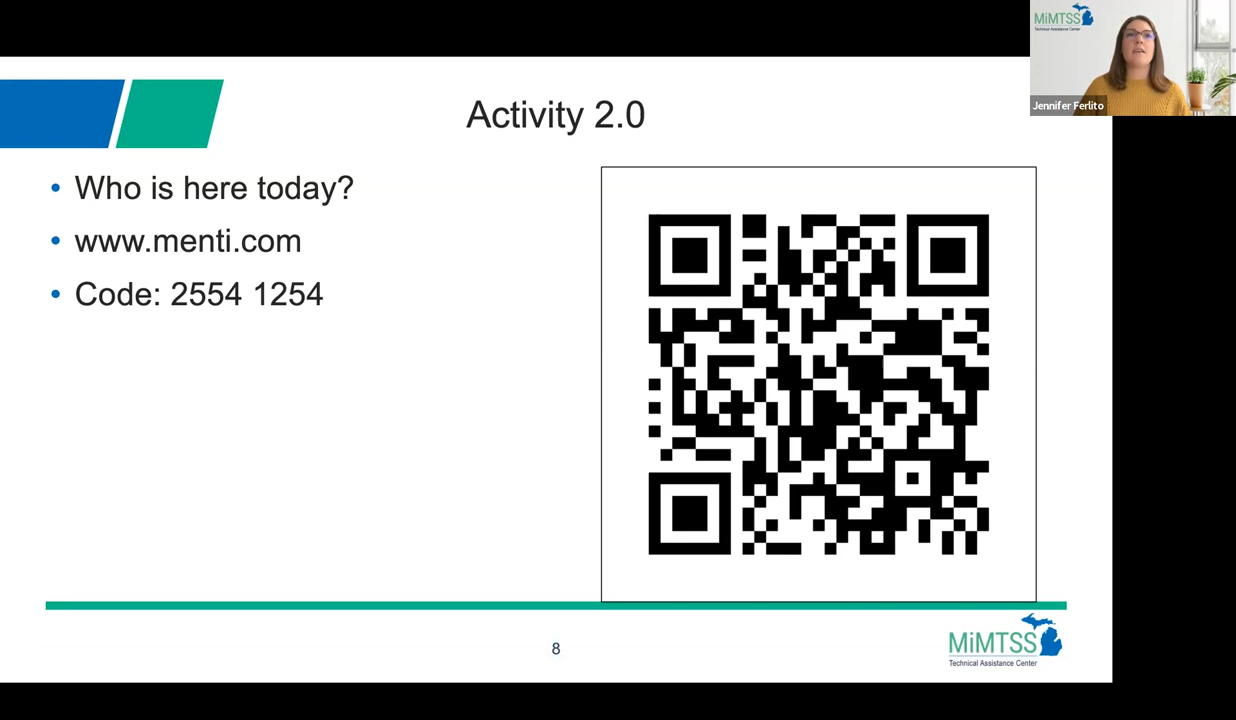 MiMTSS
Technical Assistance Center
Jennifer Ferlito
Activity 2.0
• Who is here today?
• www.menti.com
• Code: 2554 1254
8
MiMTSS
Technical Assistance Center